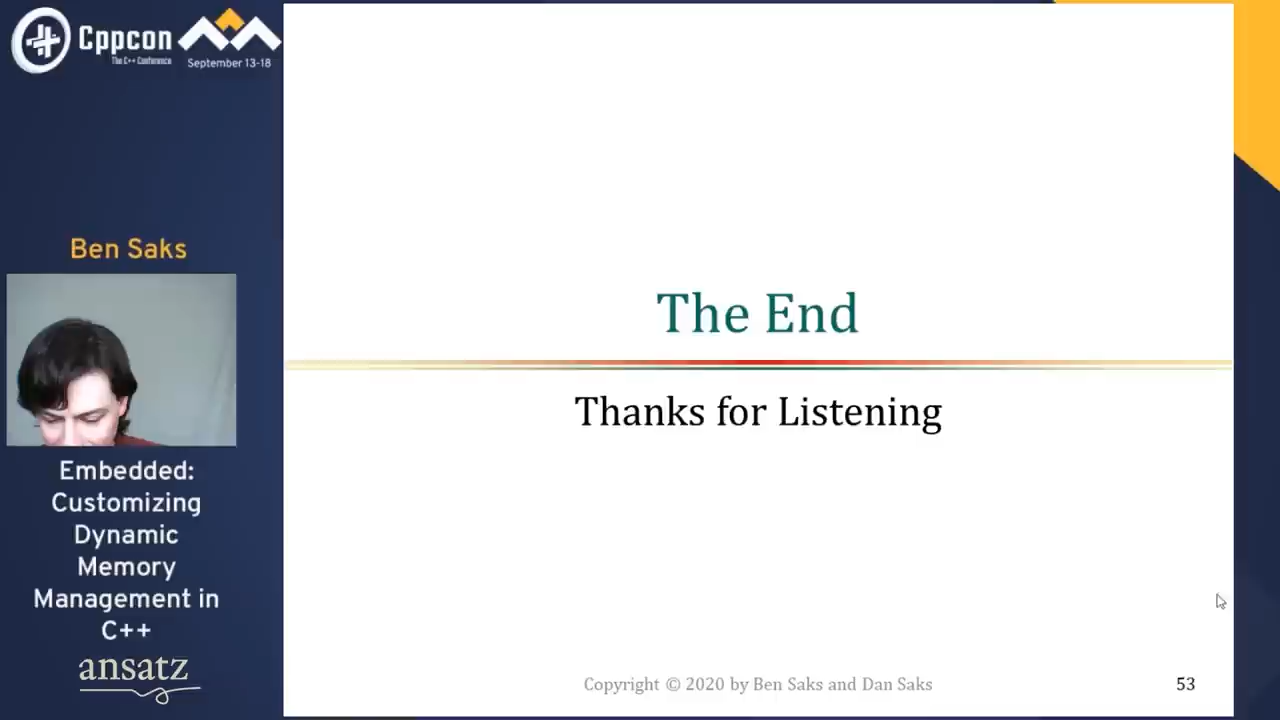 Cppcon
The C++ Conference
September 13-18
Ben Saks
Embedded:
Customizing
Dynamic
Memory
Management in
C++
ansatz
The End
Thanks for Listening
Copyright © 2020 by Ben Saks and Dan Saks
53